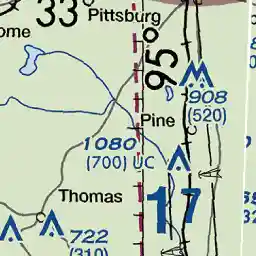 33°
Pittsburg
ome
95°
908
(520)
Pine
1080
(700) UC
C
Thomas
17
C
722
(310)